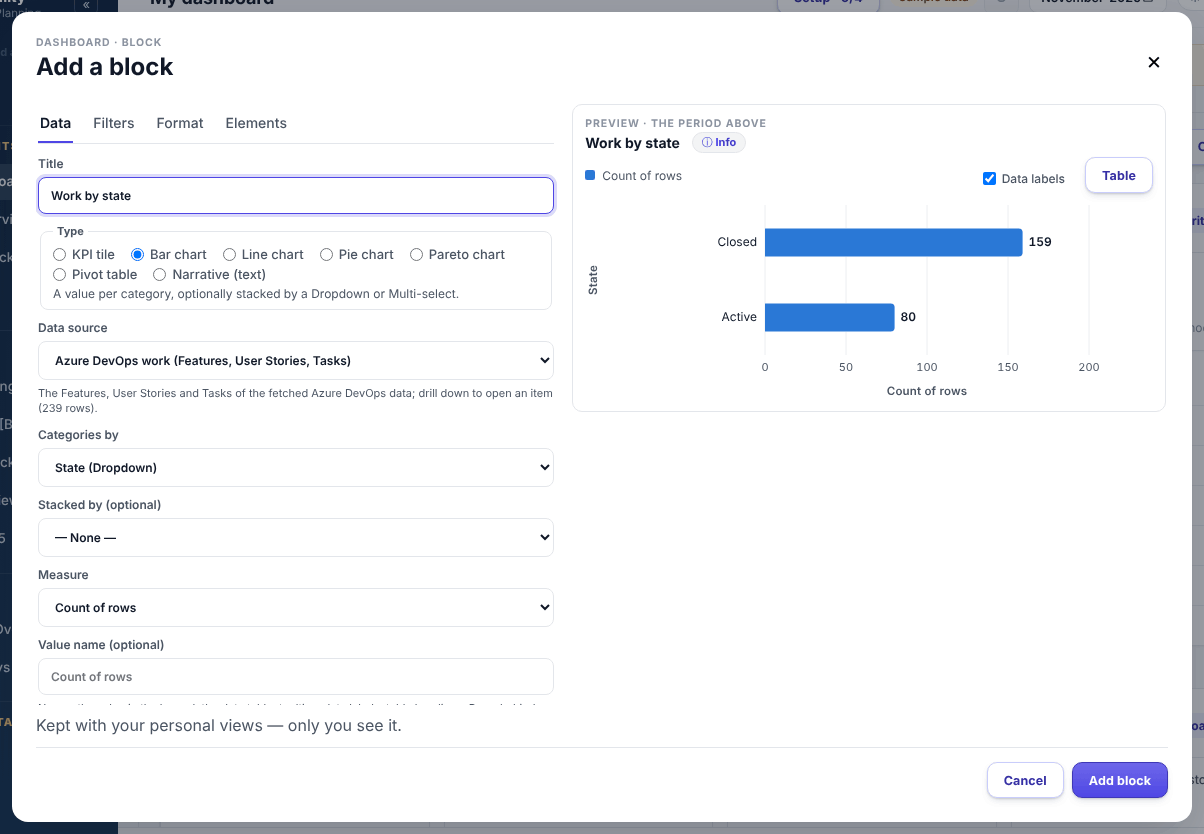 My dashboard
DASHBOARD · BLOCK
Add a block
Data
Filters
Format
Elements
Title
Work by state
Type
KPI tile
Bar chart
Line chart
Pie chart
Pareto chart
Pivot table
Narrative (text)
A value per category, optionally stacked by a Dropdown or Multi-select.
Data source
Azure DevOps work (Features, User Stories, Tasks)
The Features, User Stories and Tasks of the fetched Azure DevOps data; drill down to open an item
(239 rows).
Categories by
State (Dropdown)
Stacked by (optional)
— None —
Measure
Count of rows
Value name (optional)
Count of rows
Kept with your personal views — only you see it.
PREVIEW · THE PERIOD ABOVE
Work by state
Info
Count of rows
Data labels
Table
State
Closed
159
Active
80
0
50
100
150
200
Count of rows
Cancel
Add block